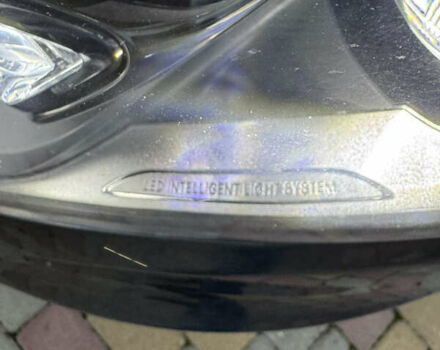 LED INTELLIGENT LIGHT SYSTEM